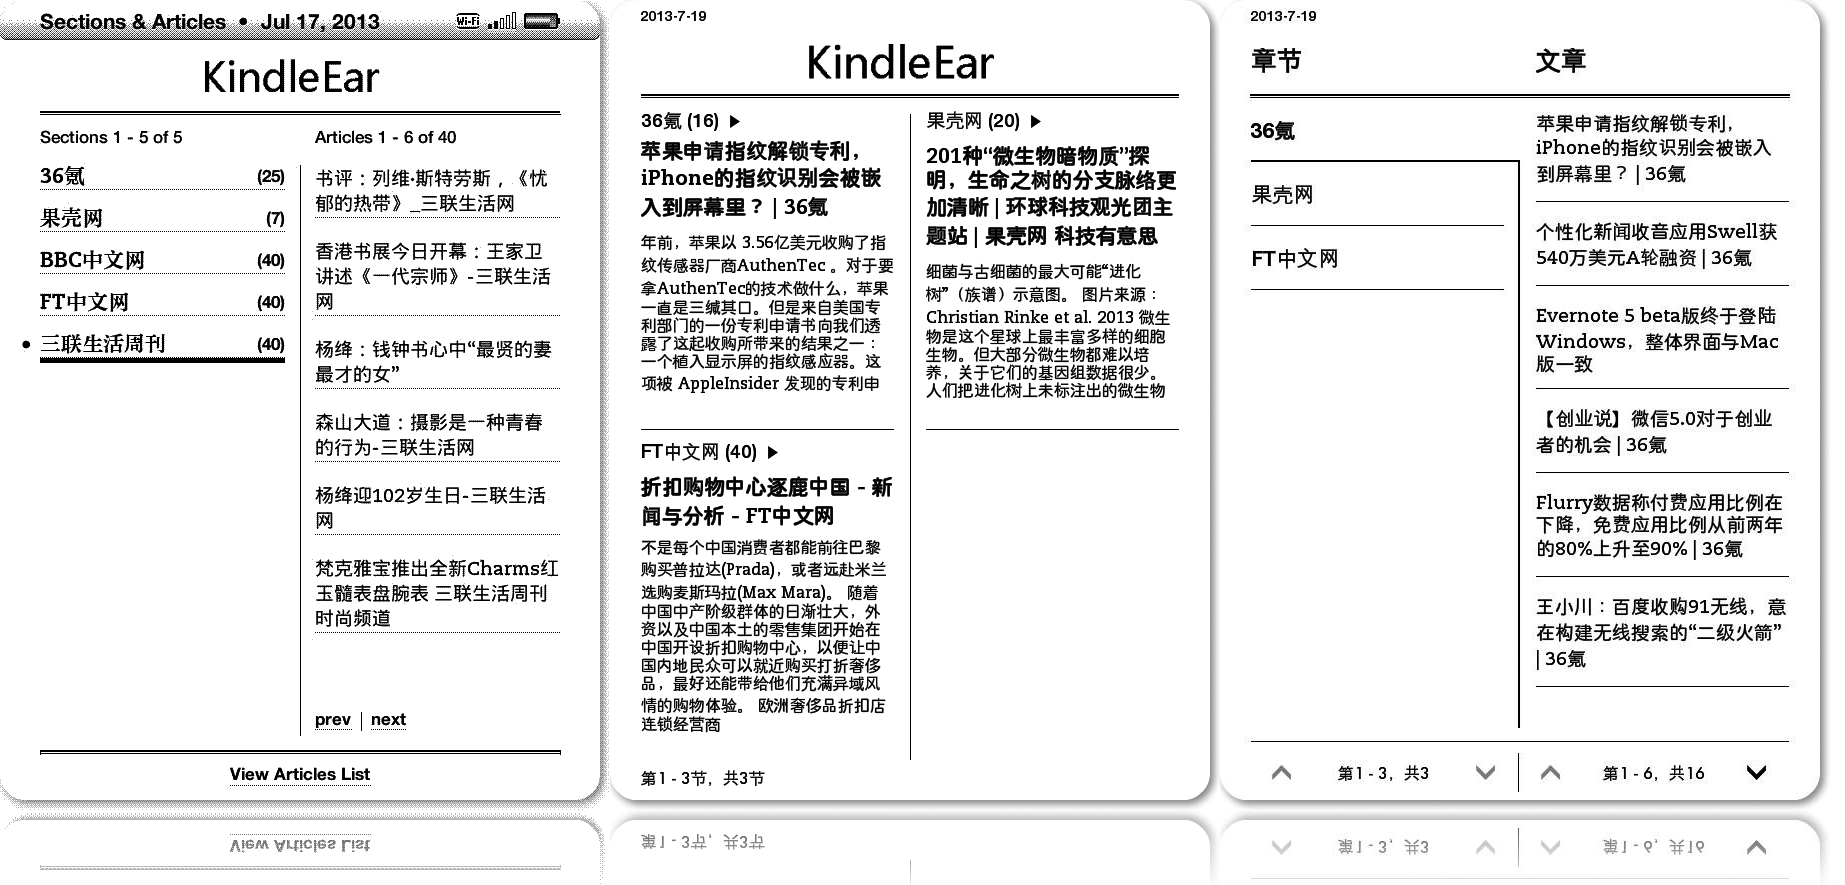 Sections & Articles • Jul 17, 2013
Wi-Fi
KindleEar
Sections 1 - 5 of 5
36氪 (25)
果壳网 (7)
BBC中文网 (40)
FT中文网 (40)
• 三联生活周刊 (40)
Articles 1 - 6 of 40
书评：列维·斯特劳斯，《忧
郁的热带》_三联生活网
香港书展今日开幕：王家卫
讲述《一代宗师》-三联生活
网
杨绛：钱钟书心中“最贤的妻
最才的女”
森山大道：摄影是一种青春
的行为-三联生活网
杨绛迎102岁生日-三联生活
网
梵克雅宝推出全新Charms红
玉髓表盘腕表 三联生活周刊
时尚频道
prev | next
View Articles List
View Articles List
2013-7-19
KindleEar
36氪 (16) ▶
苹果申请指纹解锁专利，
iPhone的指纹识别会被嵌
入到屏幕里？ | 36氪
年前，苹果以 3.56亿美元收购了指
纹传感器厂商AuthenTec 。对于要
拿AuthenTec的技术做什么，苹果
一直是三缄其口。但是来自美国专
利部门的一份专利申请书向我们透
露了这起收购所带来的结果之一：
一个植入显示屏的指纹感应器。这
项被 AppleInsider 发现的专利申
FT中文网 (40) ▶
折扣购物中心逐鹿中国 - 新
闻与分析 - FT中文网
不是每个中国消费者都能前往巴黎
购买普拉达(Prada)，或者远赴米兰
选购麦斯玛拉(Max Mara)。 随着
中国中产阶级群体的日渐壮大，外
资以及中国本土的零售集团开始在
中国开设折扣购物中心，以便让中
国内地民众可以就近购买打折奢侈
品，最好还能带给他们充满异域风
情的购物体验。 欧洲奢侈品折扣店
连锁经营商
果壳网 (20) ▶
201种“微生物暗物质”探
明，生命之树的分支脉络更
加清晰 | 环球科技观光团主
题站 | 果壳网 科技有意思
细菌与古细菌的最大可能“进化
树”（族谱）示意图。 图片来源：
Christian Rinke et al. 2013 微生
物是这个星球上最丰富多样的细胞
生物。但大部分微生物都难以培
养，关于它们的基因组数据很少。
人们把进化树上未标注出的微生物
第1 - 3节，共3节
第1 - 3节，共3节
2013-7-19
章节
36氪
果壳网
FT中文网
文章
苹果申请指纹解锁专利，
iPhone的指纹识别会被嵌入
到屏幕里？ | 36氪
个性化新闻收音应用Swell获
540万美元A轮融资 | 36氪
Evernote 5 beta版终于登陆
Windows，整体界面与Mac
版一致
【创业说】微信5.0对于创业
者的机会 | 36氪
Flurry数据称付费应用比例在
下降，免费应用比例从前两年
的80%上升至90% | 36氪
王小川：百度收购91无线，意
在构建无线搜索的“二级火箭”
| 36氪
第1 - 3，共3
第1 - 6，共16
第1 - 3，共3
第1 - 6，共16